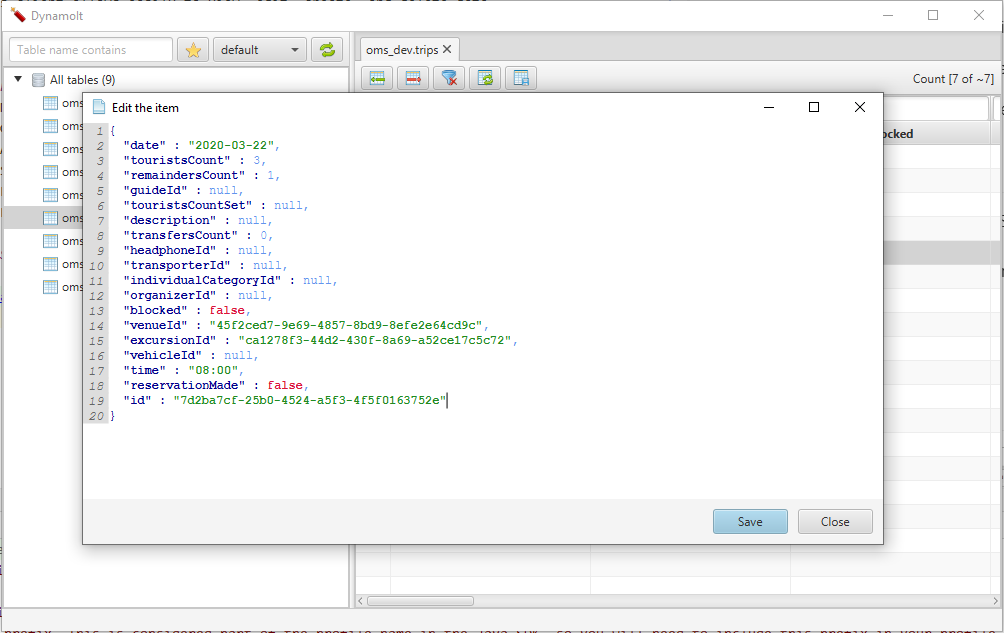 Dynamolt
Table name contains
default
oms_dev.trips
All tables (9)
Count [7 of ~7]
oms
oms
oms
oms
oms
oms
oms
oms
oms
ocked
Edit the item
1 {
2 "date" : "2020-03-22",
3 "touristsCount" : 3,
4 "remaindersCount" : 1,
5 "guideId" : null,
6 "touristsCountSet" : null,
7 "description" : null,
8 "transfersCount" : 0,
9 "headphoneId" : null,
10 "transporterId" : null,
11 "individualCategoryId" : null,
12 "organizerId" : null,
13 "blocked" : false,
14 "venueId" : "45f2ced7-9e69-4857-8bd9-8efe2e64cd9c",
15 "excursionId" : "ca1278f3-44d2-430f-8a69-a52ce17c5c72",
16 "vehicleId" : null,
17 "time" : "08:00",
18 "reservationMade" : false,
19 "id" : "7d2ba7cf-25b0-4524-a5f3-4f5f0163752e"
20 }
Save
Close